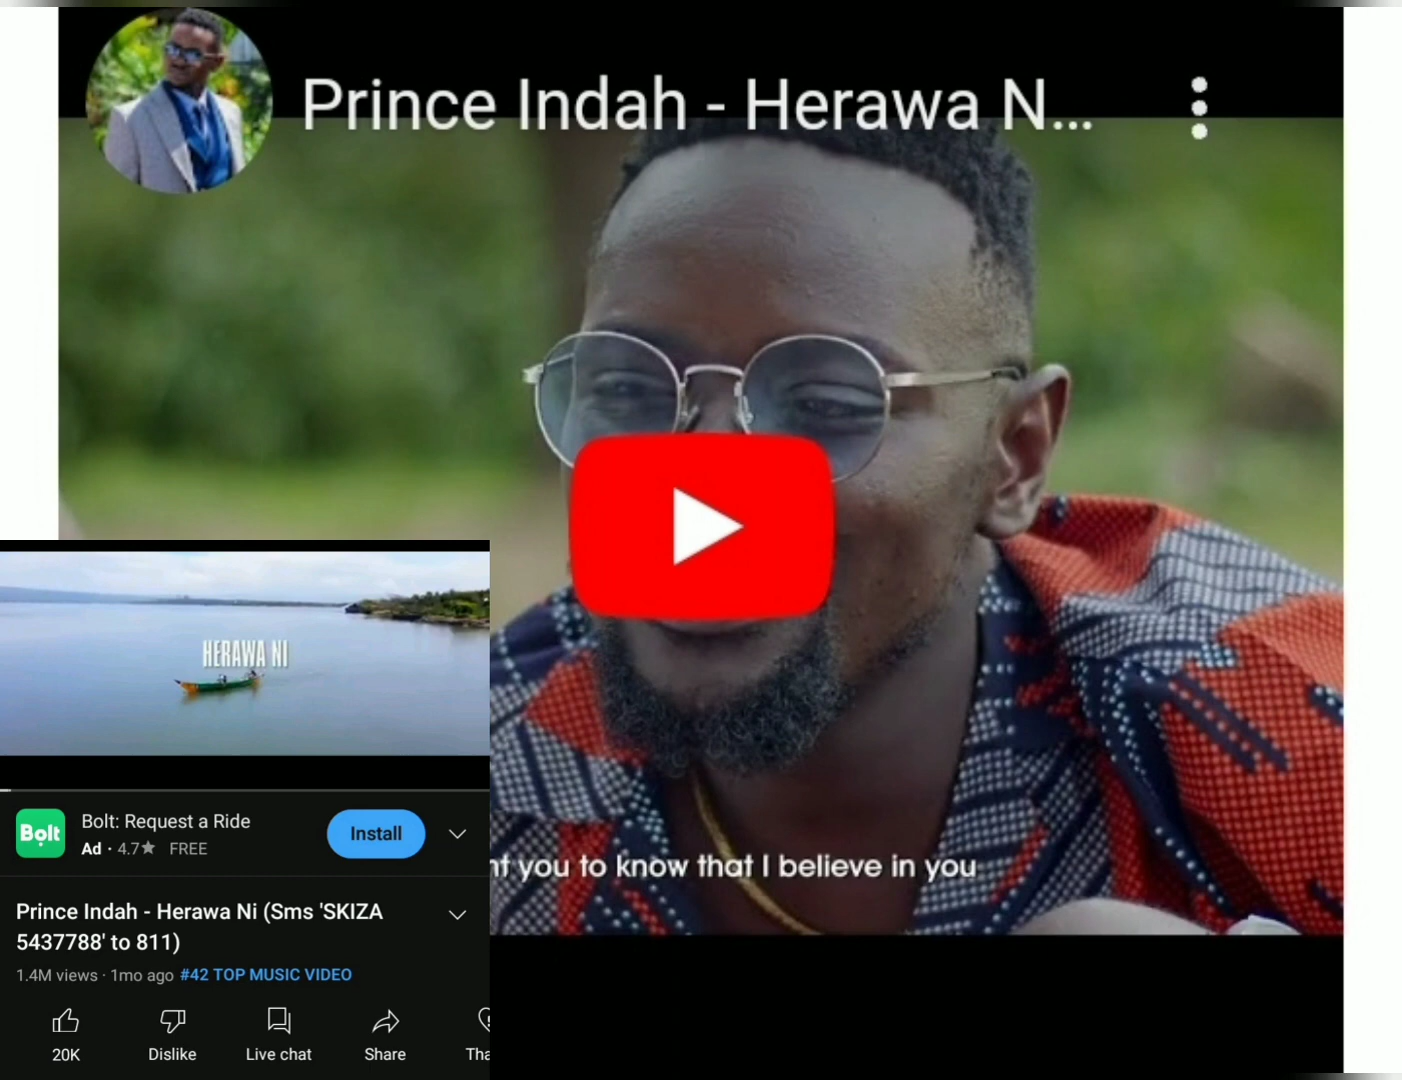 Prince Indah - Herawa N...
HERAWA NI
you to know that I believe in you
Bolt
Bolt: Request a Ride
Install
Ad · 4.7★ FREE
Prince Indah - Herawa Ni (Sms 'SKIZA
5437788' to 811)
1.4M views · 1mo ago #42 TOP MUSIC VIDEO
20K
Dislike
Live chat
Share